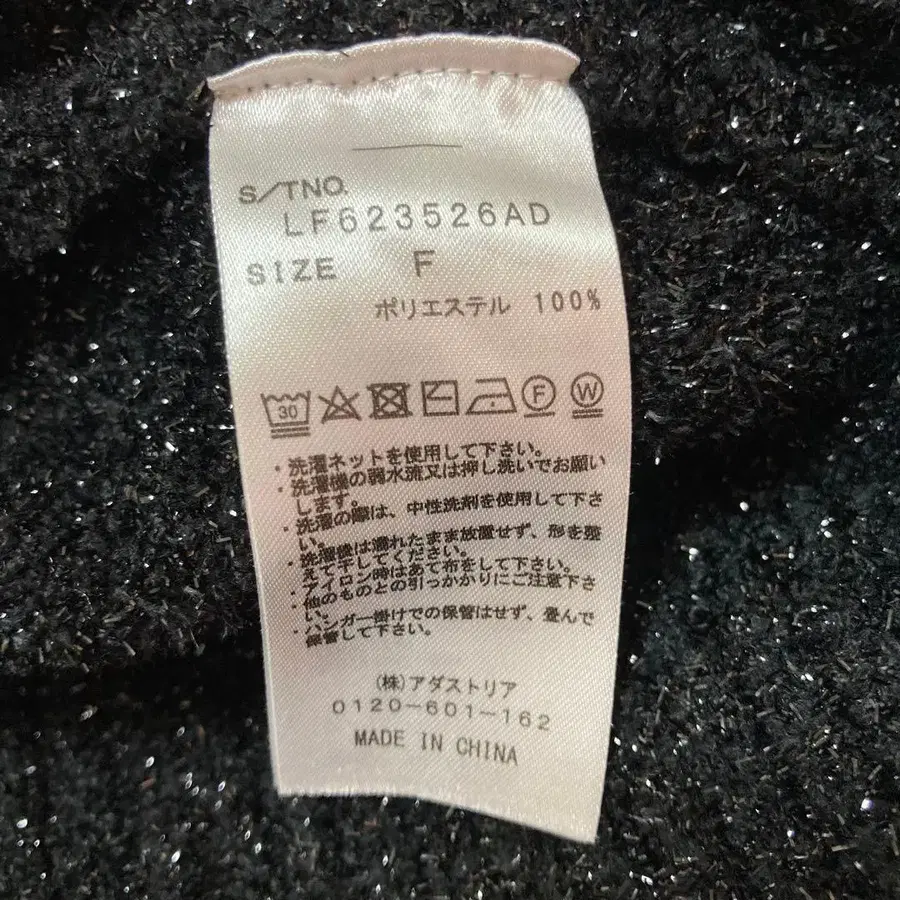 S/TNO.
LF623526AD
SIZE F
ポリエステル 100%
30 F W
・洗濯ネットを使用して下さい。
・洗濯機の弱水流又は押し洗いでお願い
します。
・洗濯の際は、中性洗剤を使用して下さ
い。
・洗濯後は濡れたまま放置せず、形を整
えて干してください。
・アイロン時はあて布をして下さい。
・他のものとの引っかかりにご注意下さ
い。
・ハンガー掛けでの保管はせず、畳んで
保管して下さい。
(株)アダストリア
0120-601-162
MADE IN CHINA